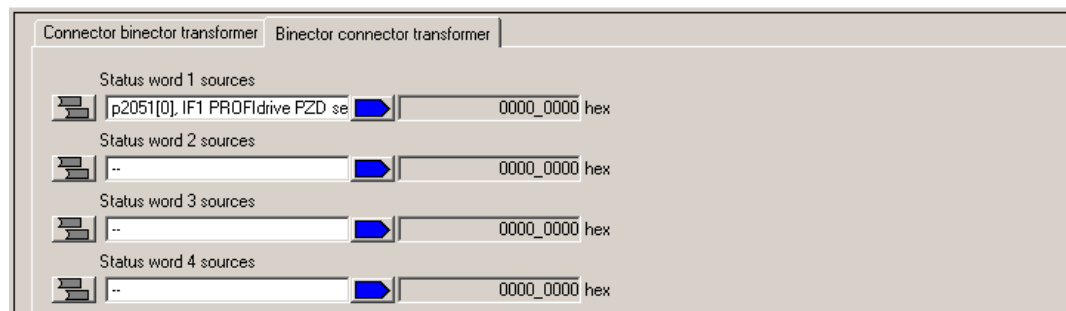 Connector binector transformer Binector connector transformer
Status word 1 sources
p2051[0], IF1 PROFIdrive PZD se 0000_0000 hex
Status word 2 sources
-- 0000_0000 hex
Status word 3 sources
-- 0000_0000 hex
Status word 4 sources
-- 0000_0000 hex